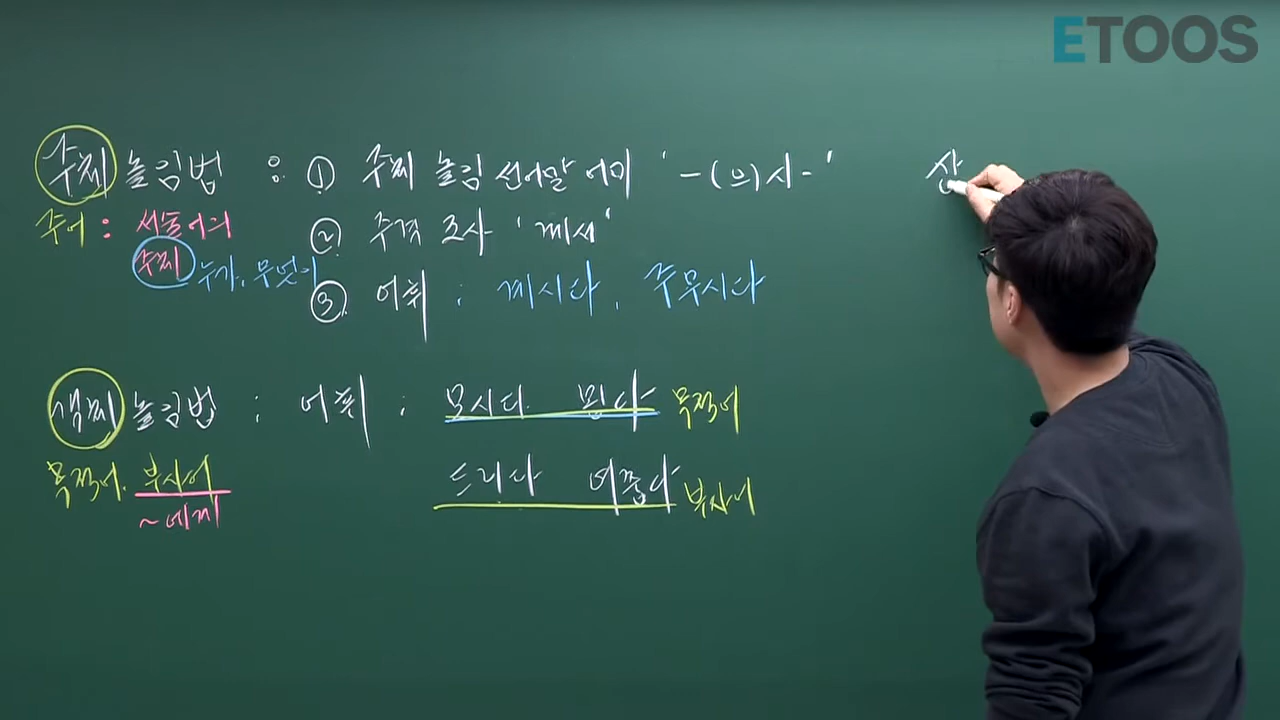 ETOOS
주체 높임법 : ① 주체 높임 선어말 어미 '-(으)시-'
주어 : 서술어의
주체 누가, 무엇이
② 주격 조사 '께서'
③ 어휘 : 계시다, 주무시다
상
객체 높임법 : 어휘 : 모시다 뵙다 목적어
목적어, 부사어
~에게
드리다 여쭙다 부사어